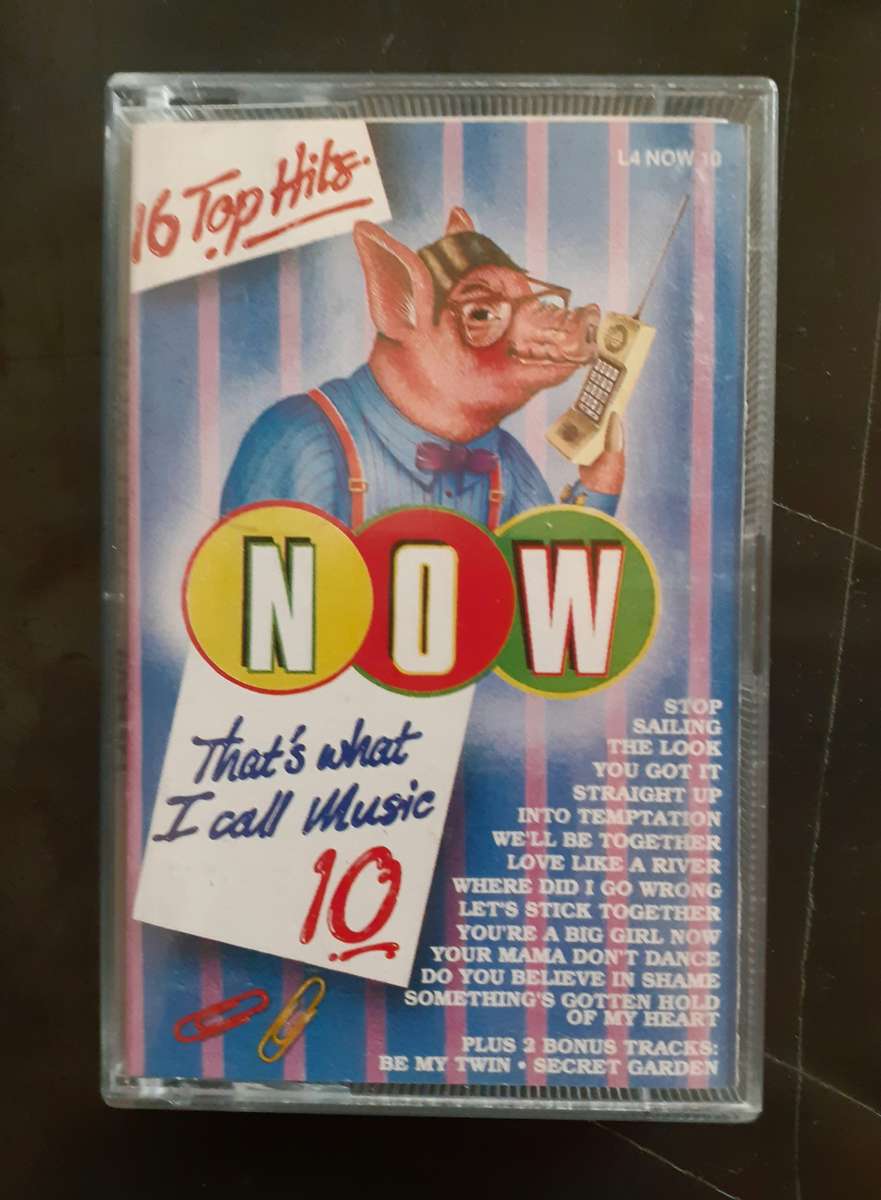 16 Top Hits
L4 NOW 10
NOW
That's what
I call Music
10
STOP
SAILING
THE LOOK
YOU GOT IT
STRAIGHT UP
INTO TEMPTATION
WE'LL BE TOGETHER
LOVE LIKE A RIVER
WHERE DID I GO WRONG
LET'S STICK TOGETHER
YOU'RE A BIG GIRL NOW
YOUR MAMA DON'T DANCE
DO YOU BELIEVE IN SHAME
SOMETHING'S GOTTEN HOLD
OF MY HEART
PLUS 2 BONUS TRACKS:
BE MY TWIN • SECRET GARDEN